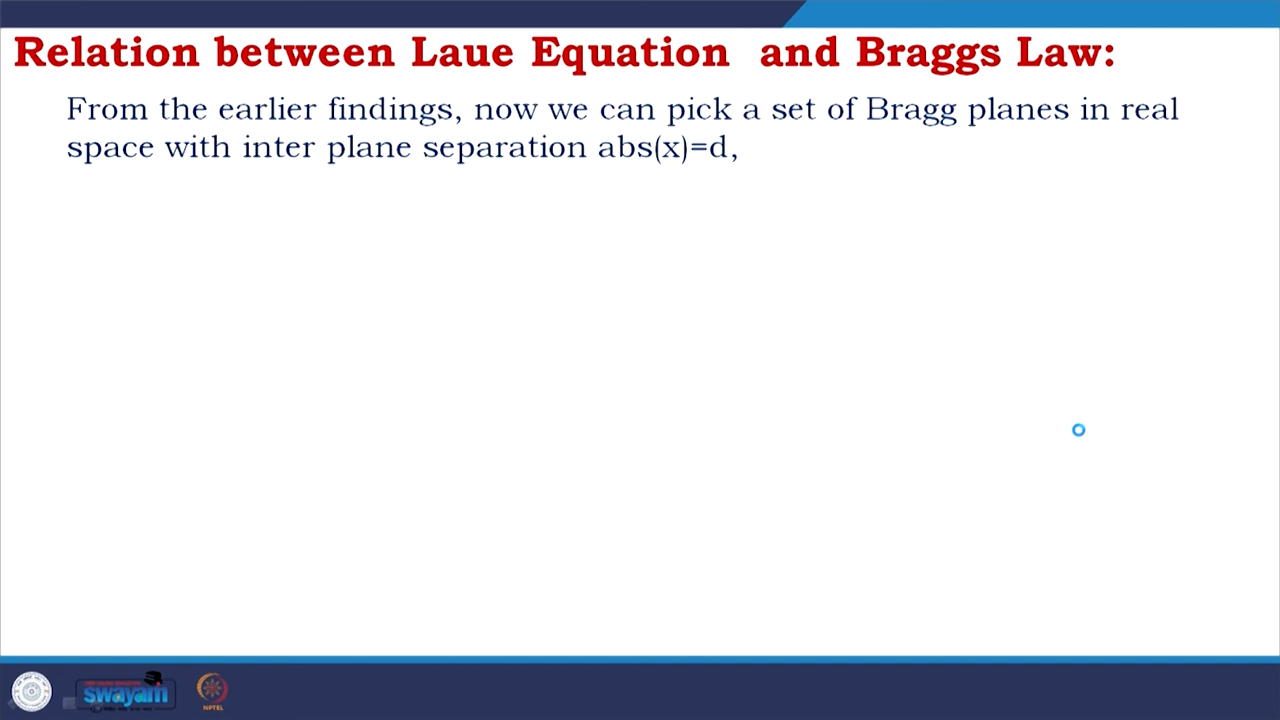 Relation between Laue Equation and Braggs Law:
From the earlier findings, now we can pick a set of Bragg planes in real
space with inter plane separation abs(x)=d,
swayam
NPTEL